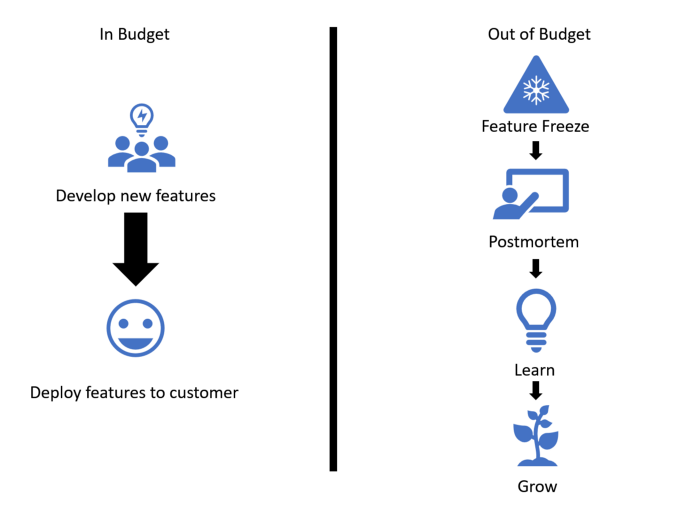 In Budget
Develop new features
Deploy features to customer
Out of Budget
Feature Freeze
Postmortem
Learn
Grow